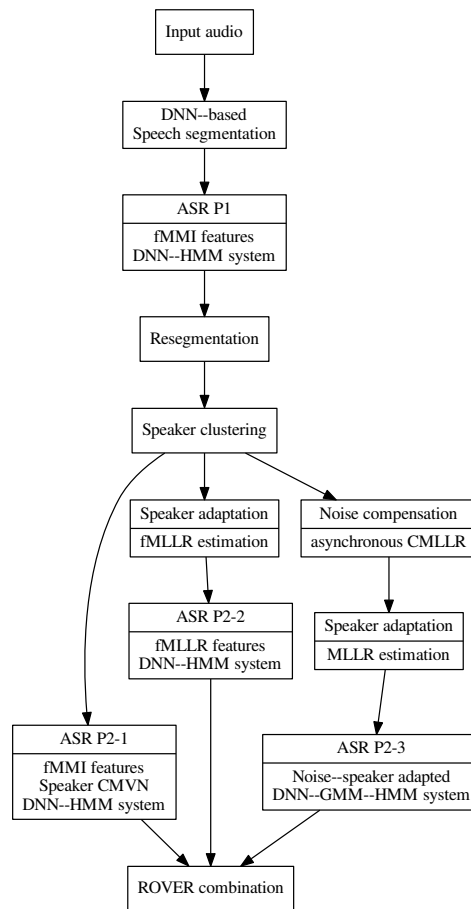 Input audio
DNN--based
Speech segmentation
ASR P1
fMMI features
DNN--HMM system
Resegmentation
Speaker clustering
Speaker adaptation
fMLLR estimation
Noise compensation
asynchronous CMLLR
ASR P2-2
fMLLR features
DNN--HMM system
Speaker adaptation
MLLR estimation
ASR P2-1
fMMI features
Speaker CMVN
DNN--HMM system
ASR P2-3
Noise--speaker adapted
DNN--GMM--HMM system
ROVER combination